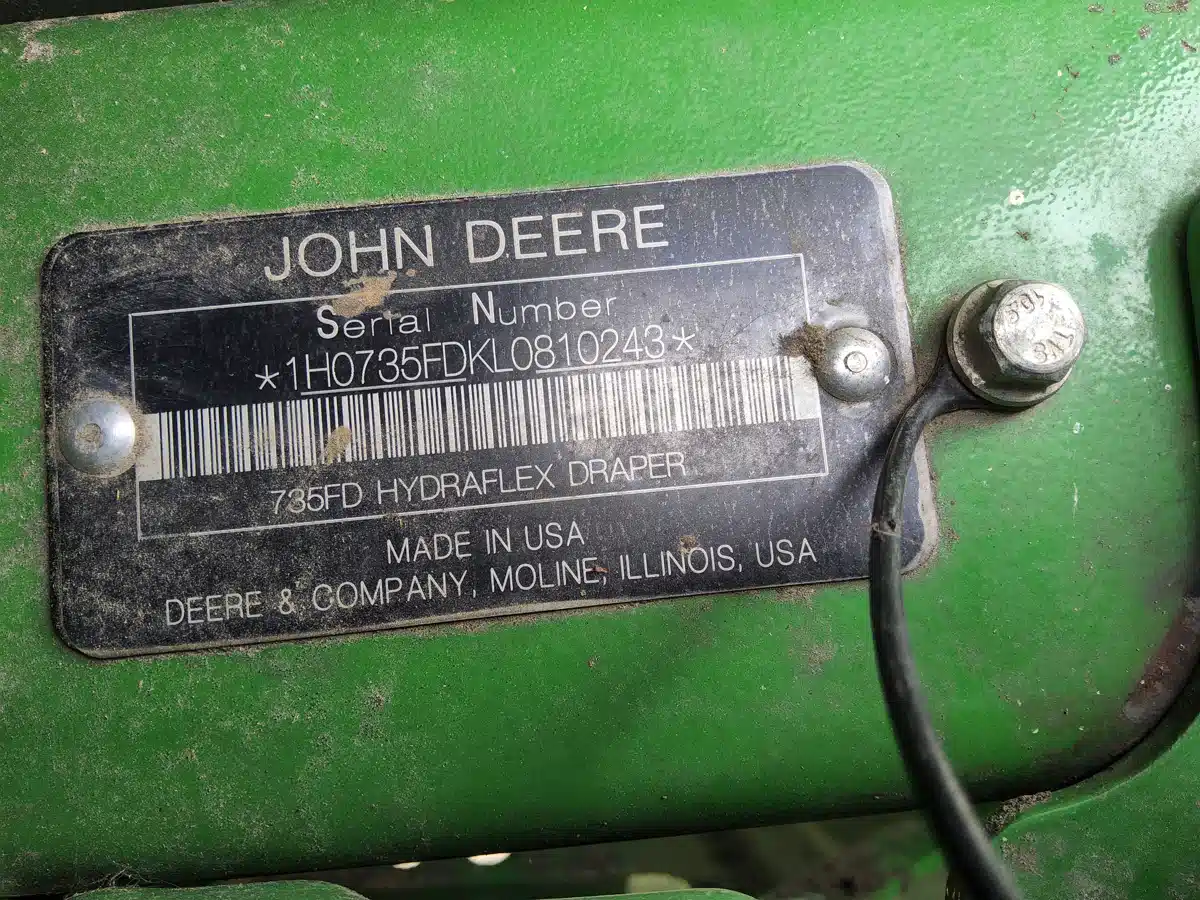 JOHN DEERE
Serial Number
*1H0735FDKL0810243*
735FD HYDRAFLEX DRAPER
MADE IN USA
DEERE & COMPANY, MOLINE, ILLINOIS, USA